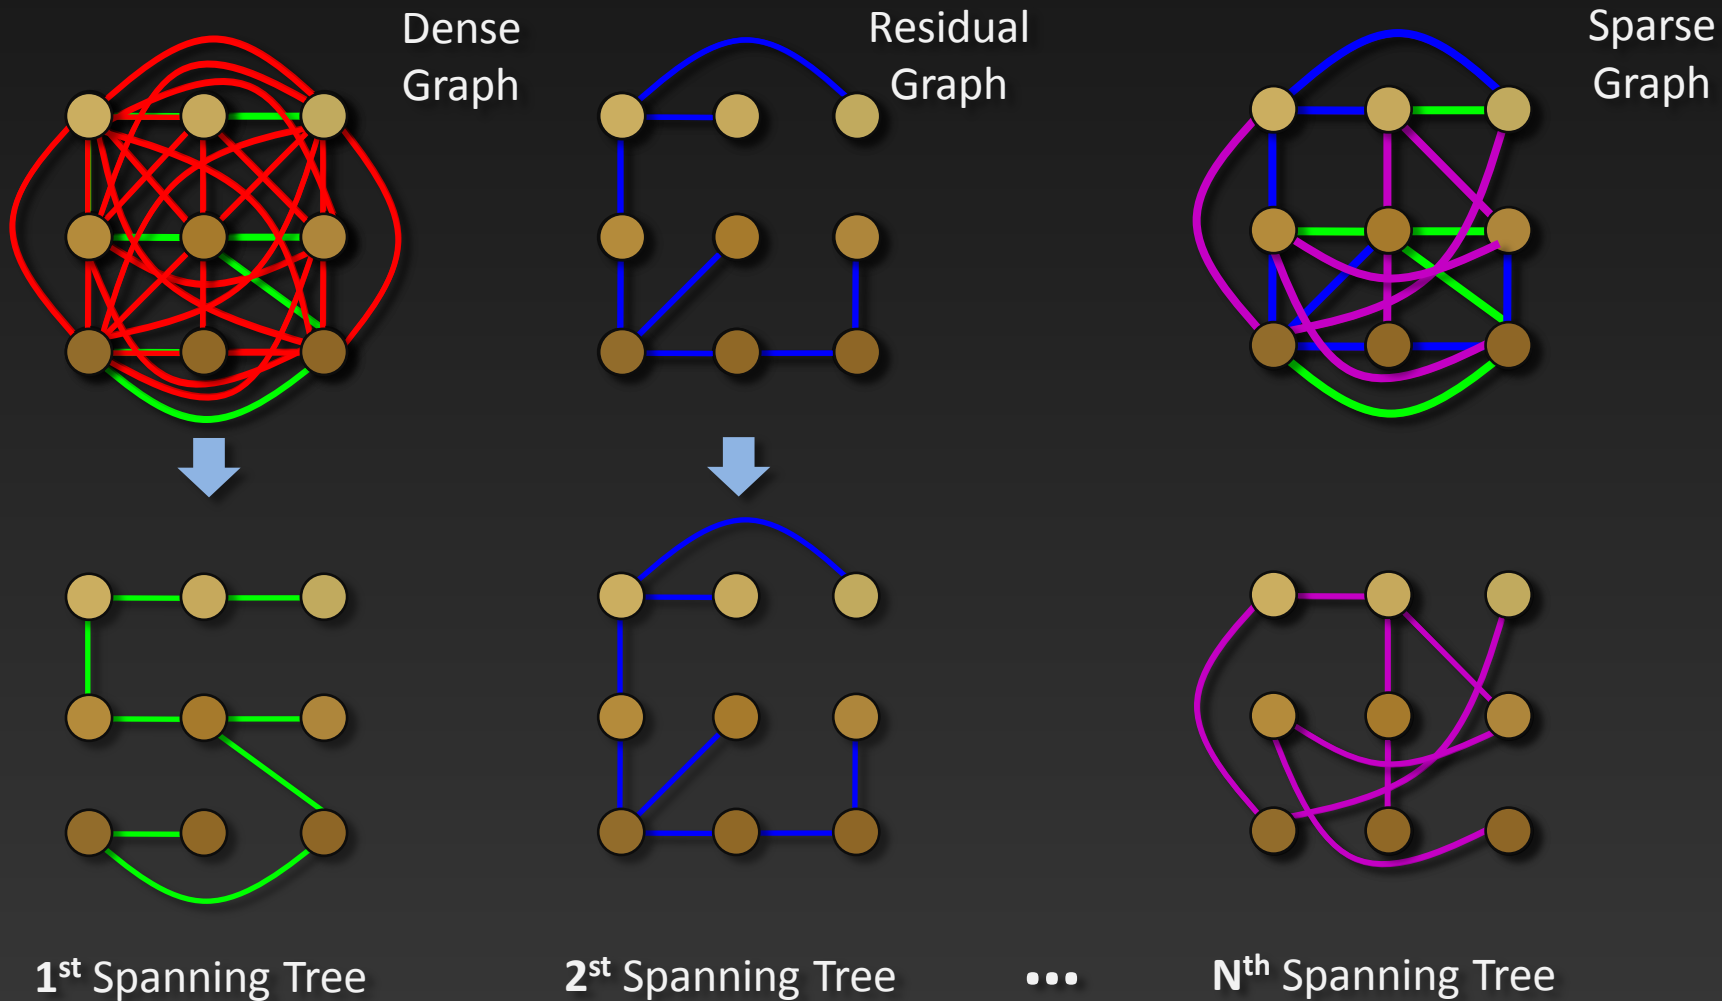 Dense
Graph
Residual
Graph
Sparse
Graph
1st Spanning Tree
2st Spanning Tree
...
Nth Spanning Tree